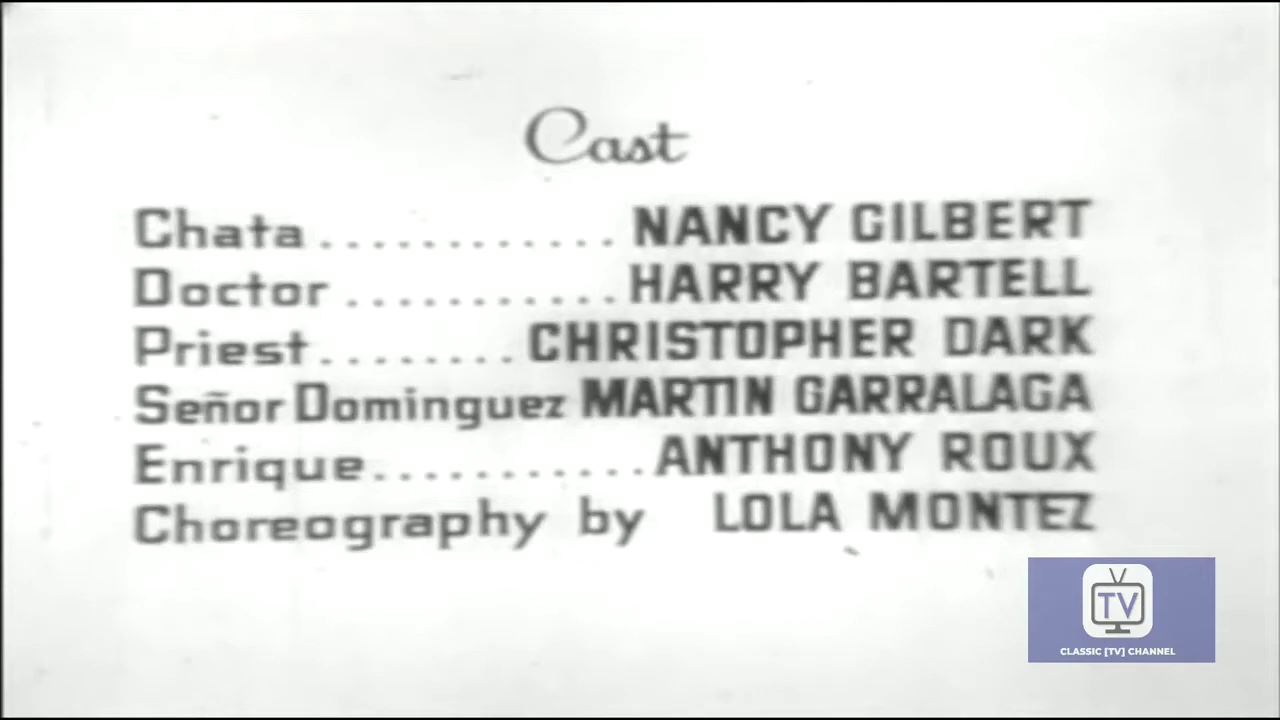 Cast
Chata............ NANCY GILBERT
Doctor ........... HARRY BARTELL
Priest........ CHRISTOPHER DARK
Señor Dominguez MARTIN GARRALAGA
Enrique........... ANTHONY ROUX
Choreography by LOLA MONTEZ
TV
CLASSIC [TV] CHANNEL